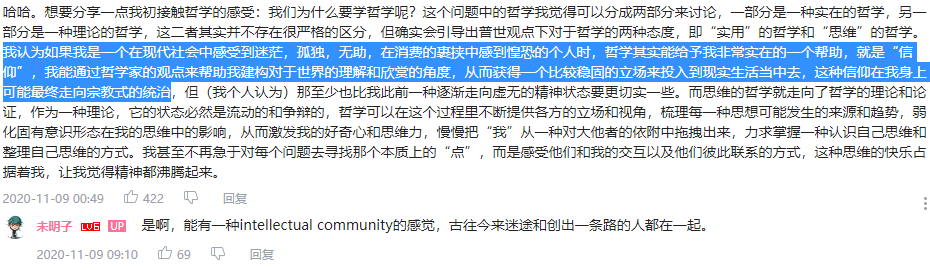 哈哈。想要分享一点我初接触哲学的感受：我们为什么要学哲学呢？这个问题中的哲学我觉得可以分成两部分来讨论，一部分是一种实在的哲学，另一
部分是一种理论的哲学，这二者其实并不存在很严格的区分，但确实会引导出普世观点下对于哲学的两种态度，即“实用”的哲学和“思维”的哲学。
我认为如果我是一个在现代社会中感受到迷茫，孤独，无助，在消费的裹挟中感到惶恐的个人时，哲学其实能给予我非常实在的一个帮助，就是“信
仰”，我能通过哲学家的观点来帮助我建构对于世界的理解和欣赏的角度，从而获得一个比较稳固的立场来投入到现实生活当中去，这种信仰在我身上
可能最终走向宗教式的统治，但（我个人认为）那至少也比我此前一种逐渐走向虚无的精神状态要更切实一些。而思维的哲学就走向了哲学的理论和论
证，作为一种理论，它的状态必然是流动的和争辩的，哲学可以在这个过程里不断提供各方的立场和视角，梳理每一种思想可能发生的来源和趋势，弱
化固有意识形态在我的思维中的影响，从而激发我的好奇心和思维力，慢慢把“我”从一种对大他者的依附中拖拽出来，力求掌握一种认识自己思维和
整理自己思维的方式。我甚至不再急于对每个问题去寻找那个本质上的“点”，而是感受他们和我的交互以及他们彼此联系的方式，这种思维的快乐占
据着我，让我觉得精神都沸腾起来。
2020-11-09 00:49 422 回复
未明子 LV6 UP 是啊，能有一种intellectual community的感觉，古往今来迷途和创出一条路的人都在一起。
2020-11-09 09:10 69 回复